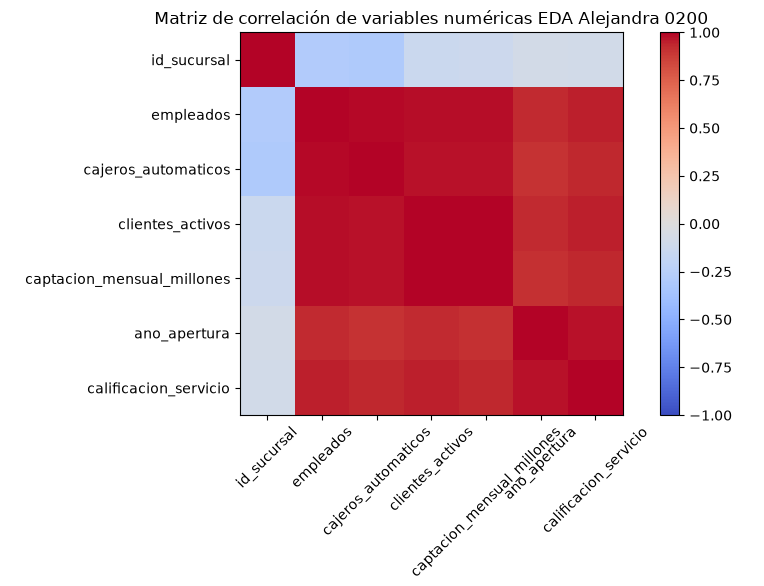 Matriz de correlación de variables numéricas EDA Alejandra 0200
id_sucursal
empleados
cajeros_automaticos
clientes_activos
captacion_mensual_millones
ano_apertura
calificacion_servicio
id_sucursal
empleados
cajeros_automaticos
clientes_activos
captacion_mensual_millones
ano_apertura
calificacion_servicio
1.00
0.75
0.50
0.25
0.00
−0.25
−0.50
−0.75
−1.00